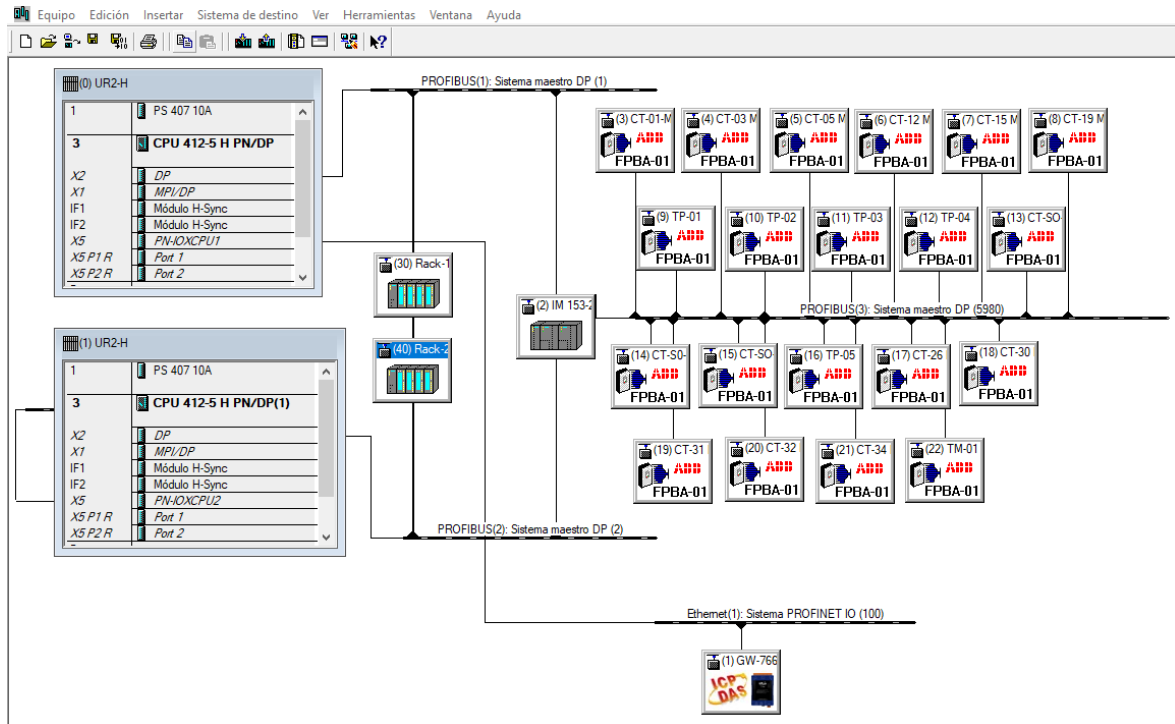 Equipo Edición Insertar Sistema de destino Ver Herramientas Ventana Ayuda
(0) UR2-H
1 PS 407 10A
3 CPU 412-5 H PN/DP
X2 DP
X1 MPI/DP
IF1 Módulo H-Sync
IF2 Módulo H-Sync
X5 PN-IOXCPU1
X5 P1 R Port 1
X5 P2 R Port 2
(1) UR2-H
1 PS 407 10A
3 CPU 412-5 H PN/DP(1)
X2 DP
X1 MPI/DP
IF1 Módulo H-Sync
IF2 Módulo H-Sync
X5 PN-IOXCPU2
X5 P1 R Port 1
X5 P2 R Port 2
PROFIBUS(1): Sistema maestro DP (1)
(30) Rack-1
(40) Rack-2
(2) IM 153-2
PROFIBUS(2): Sistema maestro DP (2)
(3) CT-01-M
ABB
FPBA-01
(4) CT-03 M
ABB
FPBA-01
(5) CT-05 M
ABB
FPBA-01
(6) CT-12 M
ABB
FPBA-01
(7) CT-15 M
ABB
FPBA-01
(8) CT-19 M
ABB
FPBA-01
(9) TP-01
ABB
FPBA-01
(10) TP-02
ABB
FPBA-01
(11) TP-03
ABB
FPBA-01
(12) TP-04
ABB
FPBA-01
(13) CT-SO-
ABB
FPBA-01
PROFIBUS(3): Sistema maestro DP (5980)
(14) CT-S0-
ABB
FPBA-01
(15) CT-SO-
ABB
FPBA-01
(16) TP-05
ABB
FPBA-01
(17) CT-26
ABB
FPBA-01
(18) CT-30
ABB
FPBA-01
(19) CT-31
ABB
FPBA-01
(20) CT-32
ABB
FPBA-01
(21) CT-34
ABB
FPBA-01
(22) TM-01
ABB
FPBA-01
Ethernet(1): Sistema PROFINET IO (100)
(1) GW-766
ICP
DAS